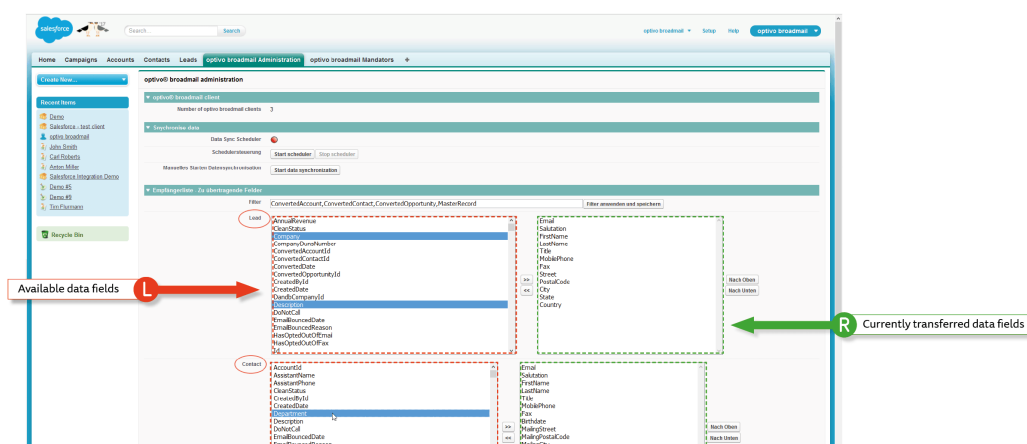 salesforce
Search...
Search
optivo broadmail
Setup
Help
optivo broadmail
Home Campaigns Accounts Contacts Leads optivo broadmail Administration optivo broadmail Mandators +
Create New...
optivo® broadmail administration
Recent Items
Demo
Salesforce - test client
optivo broadmail
John Smith
Carl Roberts
Anton Miller
Salesforce Integration Demo
Demo #5
Demo #9
Tim Flurmann
Recycle Bin
optivo® broadmail client
Number of optivo broadmail clients 3
Synchronise data
Data Sync Scheduler
Schedulersteuerung Start scheduler Stop scheduler
Manuelles Starten Datensynchronisation Start data synchronization
Empfängerliste - Zu übertragende Felder
Filter ConvertedAccount,ConvertedContact,ConvertedOpportunity,MasterRecord Filter anwenden und speichern
Lead
AnnualRevenue
CleanStatus
Company
CompanyDunsNumber
ConvertedAccountId
ConvertedContactId
ConvertedDate
ConvertedOpportunityId
CreatedById
CreatedDate
DandbCompanyId
Description
DoNotCall
EmailBouncedDate
EmailBouncedReason
HasOptedOutOfEmail
HasOptedOutOfFax
Id
>>
<<
Email
Salutation
FirstName
LastName
Title
MobilePhone
Fax
Street
PostalCode
City
State
Country
Nach Oben
Nach Unten
Available data fields
L
R
Currently transferred data fields
Contact
AccountId
AssistantName
AssistantPhone
CleanStatus
CreatedById
CreatedDate
Department
Description
DoNotCall
EmailBouncedDate
EmailBouncedReason
>>
<<
Email
Salutation
FirstName
LastName
Title
MobilePhone
Fax
Birthdate
MailingStreet
MailingPostalCode
Nach Oben
Nach Unten